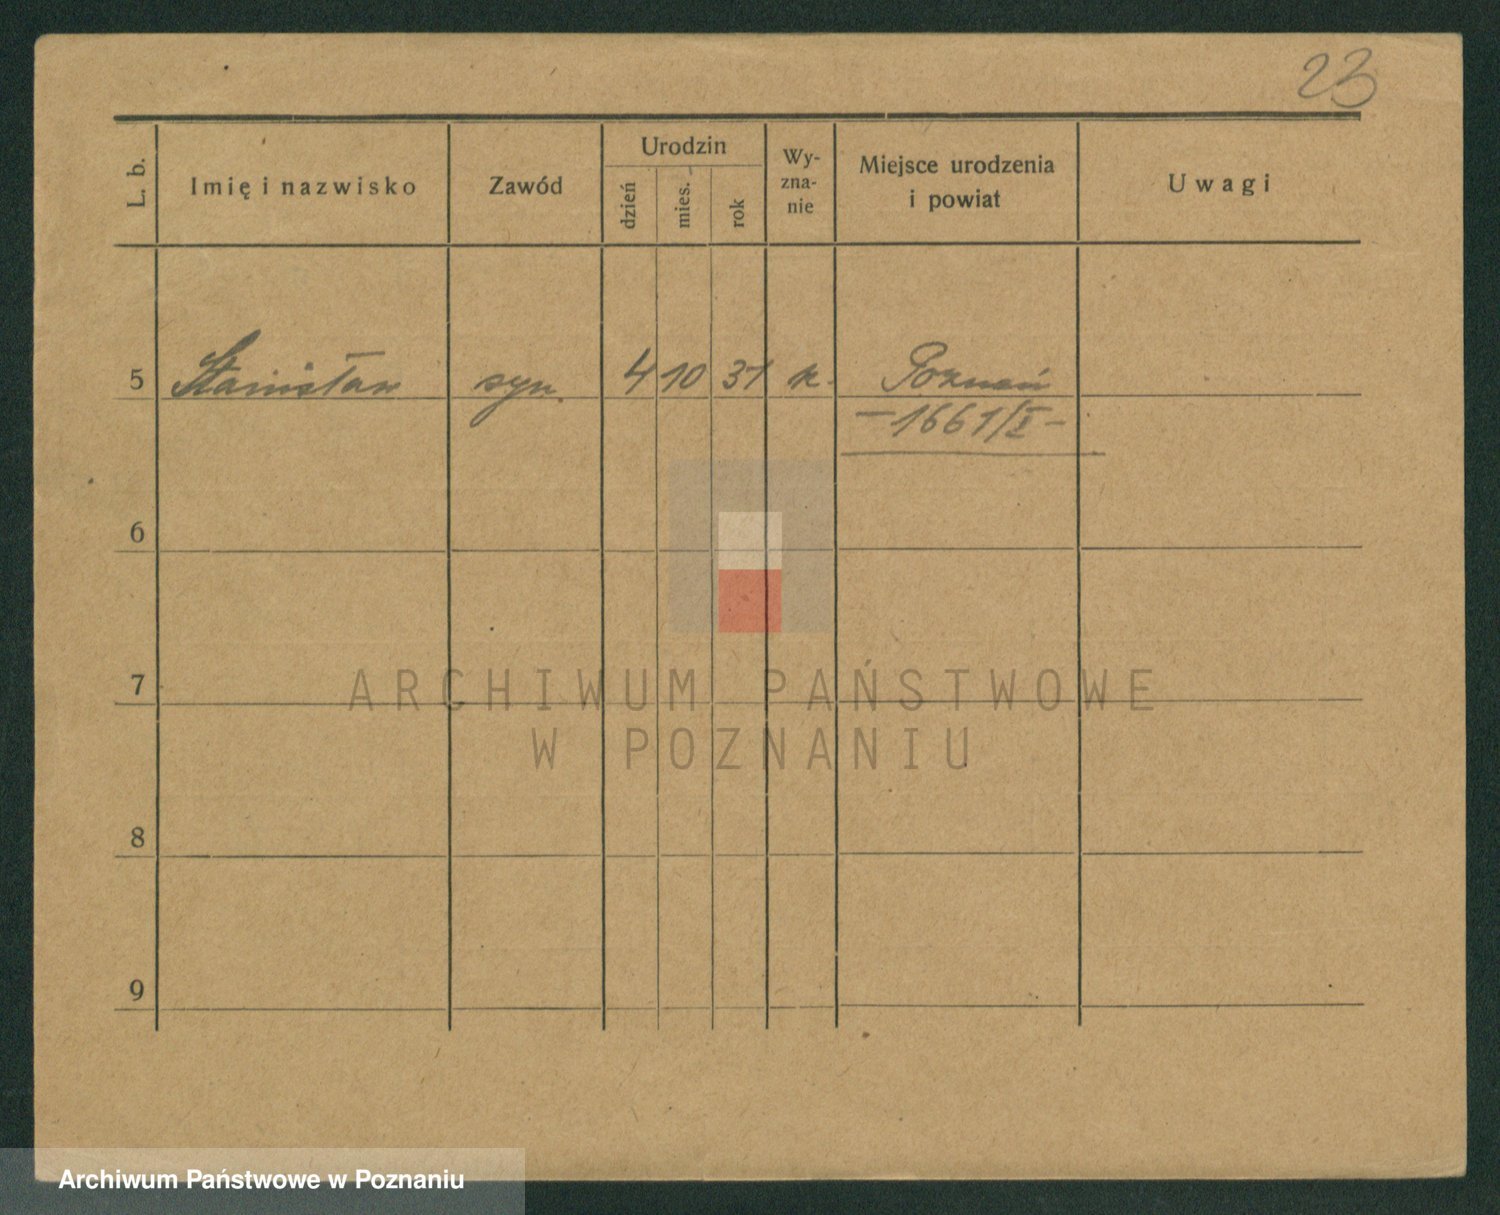 23
L. b.
Imię i nazwisko
Zawód
Urodzin
dzień
mies.
rok
Wy-
zna-
nie
Miejsce urodzenia
i powiat
Uwagi
5 Stanisław syn. 4 10 31 k. Poznań
- 1661/I -
6
7
8
9
ARCHIWUM PAŃSTWOWE
W POZNANIU
Archiwum Państwowe w Poznaniu